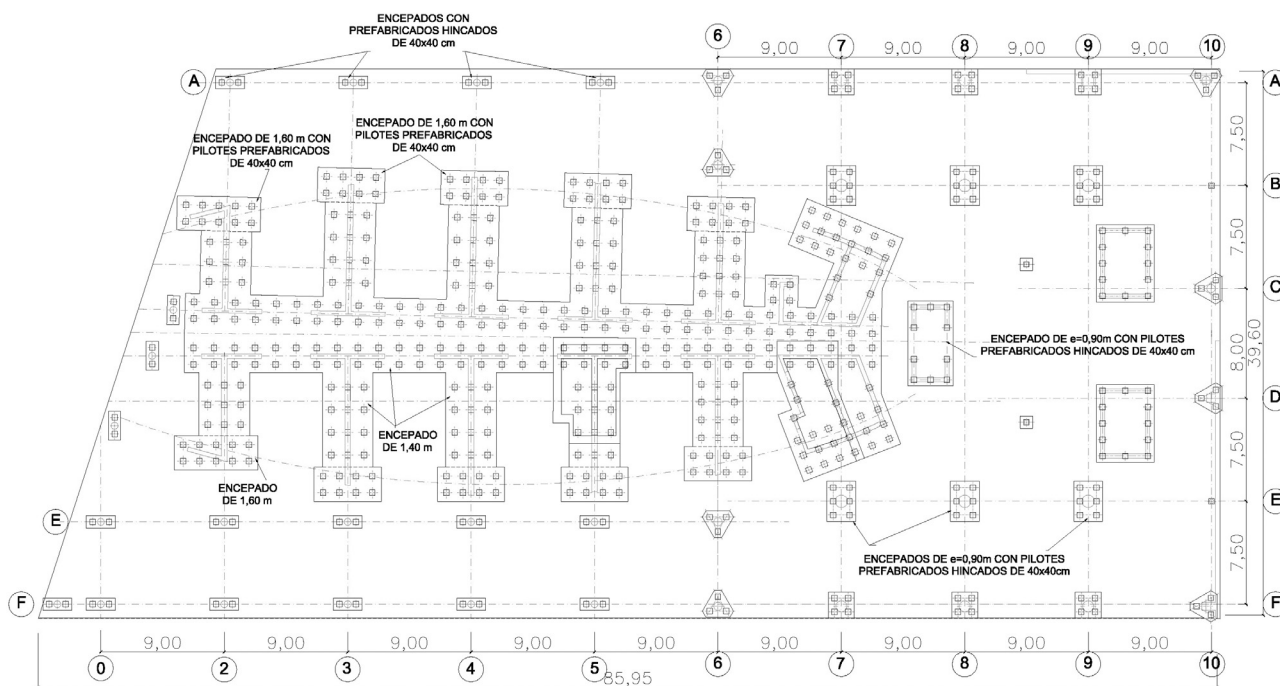 ENCEPADOS CON
PREFABRICADOS HINCADOS
DE 40x40 cm
6
7
8
9
10
9,00
9,00
9,00
9,00
A
A
ENCEPADO DE 1,60 m CON
PILOTES PREFABRICADOS
DE 40x40 cm
ENCEPADO DE 1,60 m CON
PILOTES PREFABRICADOS
DE 40x40 cm
7,50
B
7,50
C
ENCEPADO DE e=0,90m CON PILOTES
PREFABRICADOS HINCADOS DE 40x40 cm
8,00
39,60
D
ENCEPADO
DE 1,40 m
7,50
ENCEPADO
DE 1,60 m
E
E
ENCEPADOS DE e=0,90m CON PILOTES
PREFABRICADOS HINCADOS DE 40x40cm
7,50
F
F
9,00
9,00
9,00
9,00
9,00
9,00
9,00
9,00
9,00
0
2
3
4
5
6
7
8
9
10
85,95